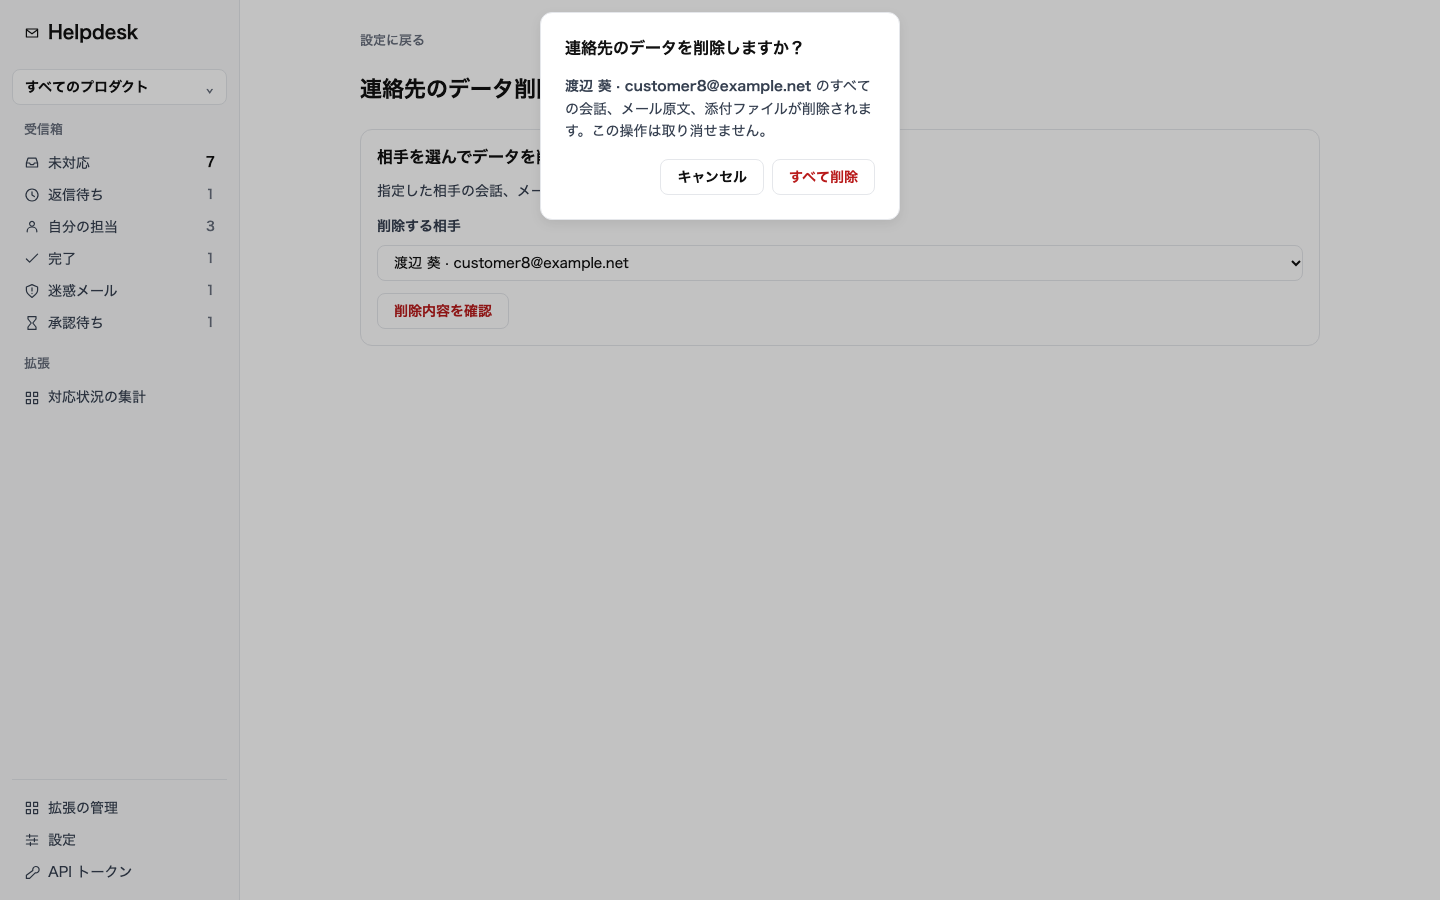 Helpdesk
すべてのプロダクト
受信箱
未対応 7
返信待ち 1
自分の担当 3
完了 1
迷惑メール 1
承認待ち 1
拡張
対応状況の集計
拡張の管理
設定
API トークン
設定に戻る
連絡先のデータ削
相手を選んでデータを
指定した相手の会話、メー
削除する相手
渡辺 葵 · customer8@example.net
削除内容を確認
連絡先のデータを削除しますか？
渡辺 葵 · customer8@example.net のすべて
の会話、メール原文、添付ファイルが削除されま
す。この操作は取り消せません。
キャンセル
すべて削除